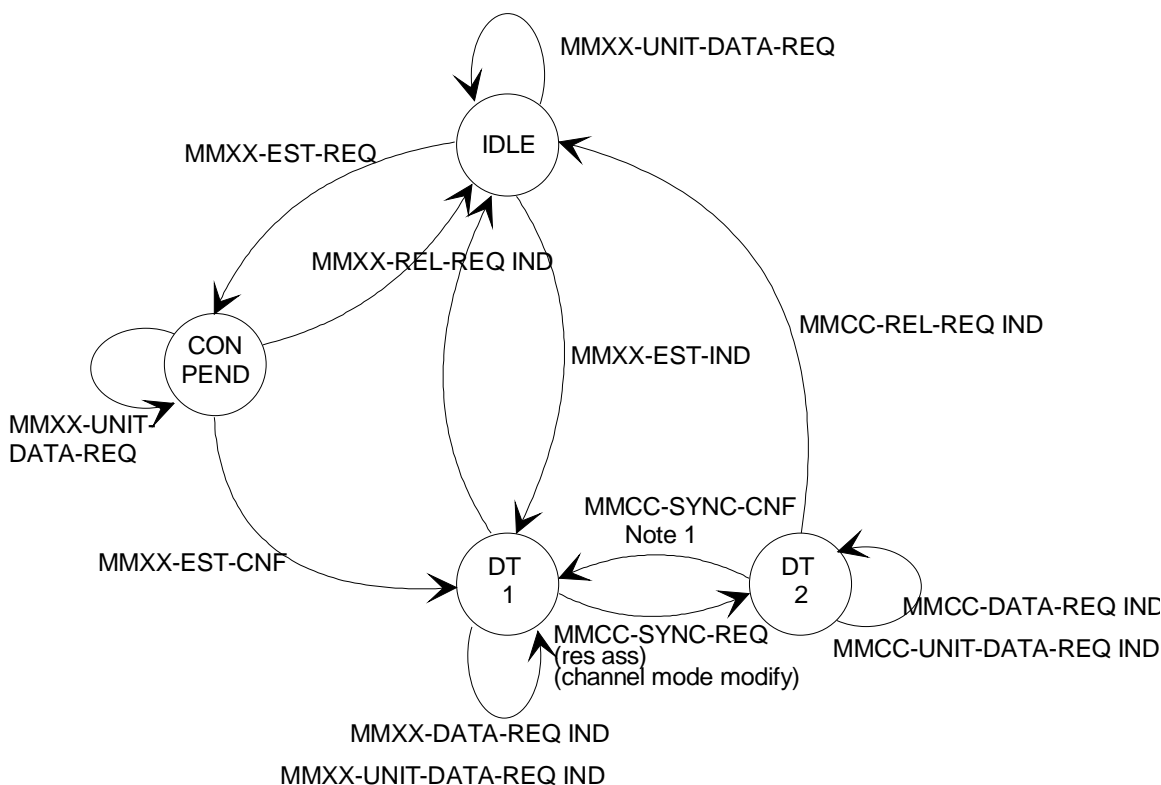 MMXX-UNIT-DATA-REQ
IDLE
MMXX-EST-REQ
MMXX-REL-REQ IND
MMCC-REL-REQ IND
CON
PEND
MMXX-EST-IND
MMXX-UNIT-
DATA-REQ
MMCC-SYNC-CNF
Note 1
MMXX-EST-CNF
DT
1
DT
2
MMCC-DATA-REQ IND
MMCC-SYNC-REQ
(res ass)
(channel mode modify)
MMCC-UNIT-DATA-REQ IND
MMXX-DATA-REQ IND
MMXX-UNIT-DATA-REQ IND